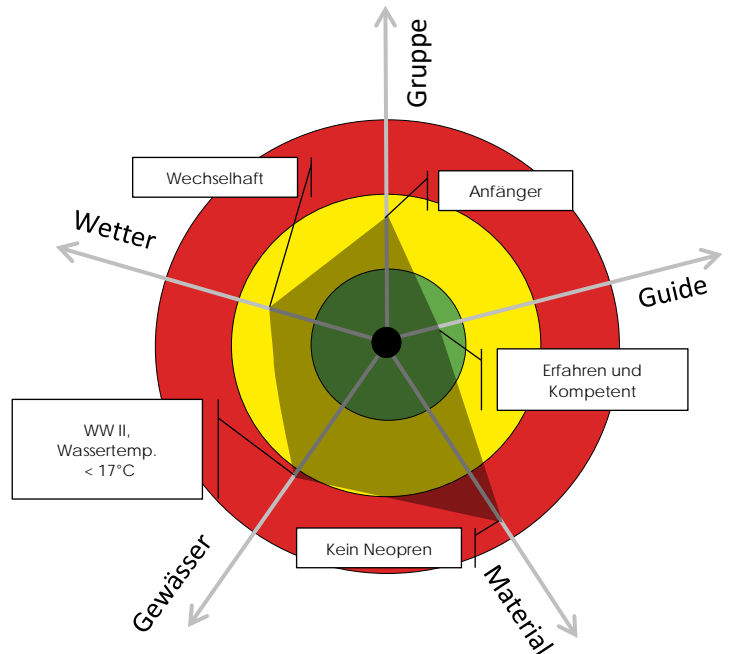 Gruppe
Wechselhaft
Anfänger
Wetter
Guide
Erfahren und
Kompetent
WW II,
Wassertemp.
< 17°C
Kein Neopren
Gewässer
Material